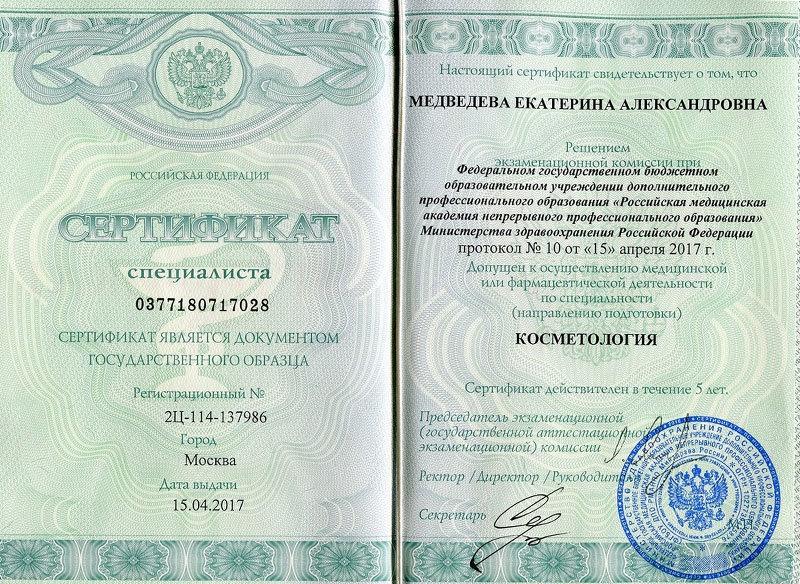 РОССИЙСКАЯ ФЕДЕРАЦИЯ
СЕРТИФИКАТ
специалиста
0377180717028
СЕРТИФИКАТ ЯВЛЯЕТСЯ ДОКУМЕНТОМ
ГОСУДАРСТВЕННОГО ОБРАЗЦА
Регистрационный №
2Ц-114-137986
Город
Москва
Дата выдачи
15.04.2017
Настоящий сертификат свидетельствует о том, что
МЕДВЕДЕВА ЕКАТЕРИНА АЛЕКСАНДРОВНА
Решением
экзаменационной комиссии при
Федеральном государственном бюджетном
образовательном учреждении дополнительного
профессионального образования «Российская медицинская
академия непрерывного профессионального образования»
Министерства здравоохранения Российской Федерации
протокол № 10 от «15» апреля 2017 г.
Допущен к осуществлению медицинской
или фармацевтической деятельности
по специальности
(направлению подготовки)
КОСМЕТОЛОГИЯ
Сертификат действителен в течение 5 лет.
Председатель экзаменационной
(государственной аттестационной
экзаменационной) комиссии
Ректор / Директор / Руководитель
Секретарь